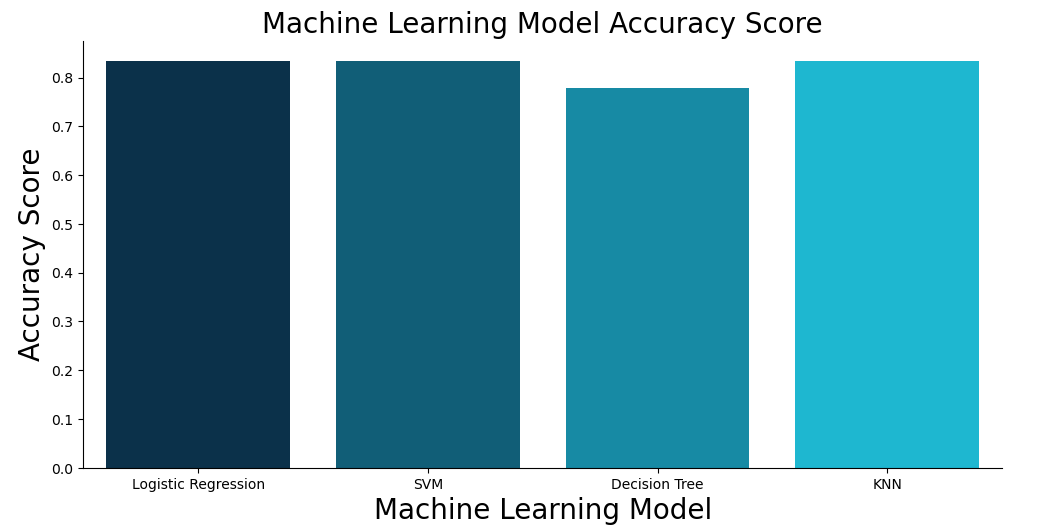 Machine Learning Model Accuracy Score
Accuracy Score
0.8
0.7
0.6
0.5
0.4
0.3
0.2
0.1
0.0
Logistic Regression
SVM
Decision Tree
KNN
Machine Learning Model